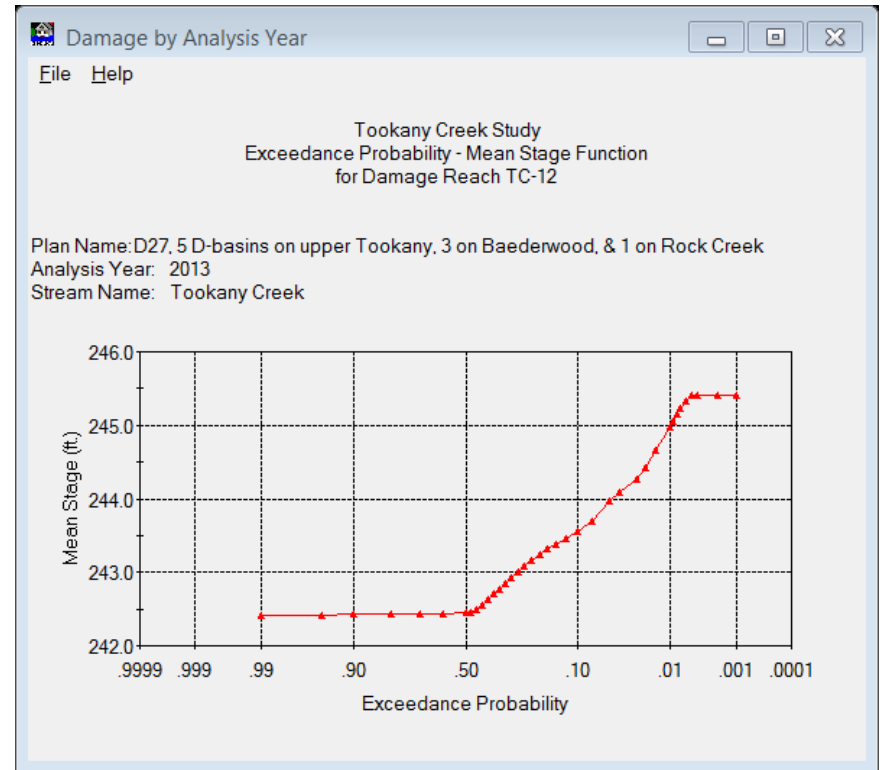 Damage by Analysis Year
File Help
Tookany Creek Study
Exceedance Probability - Mean Stage Function
for Damage Reach TC-12
Plan Name:D27, 5 D-basins on upper Tookany, 3 on Baederwood, & 1 on Rock Creek
Analysis Year: 2013
Stream Name: Tookany Creek
246.0
245.0
244.0
243.0
242.0
Mean Stage (ft.)
.9999 .999 .99 .90 .50 .10 .01 .001 .0001
Exceedance Probability